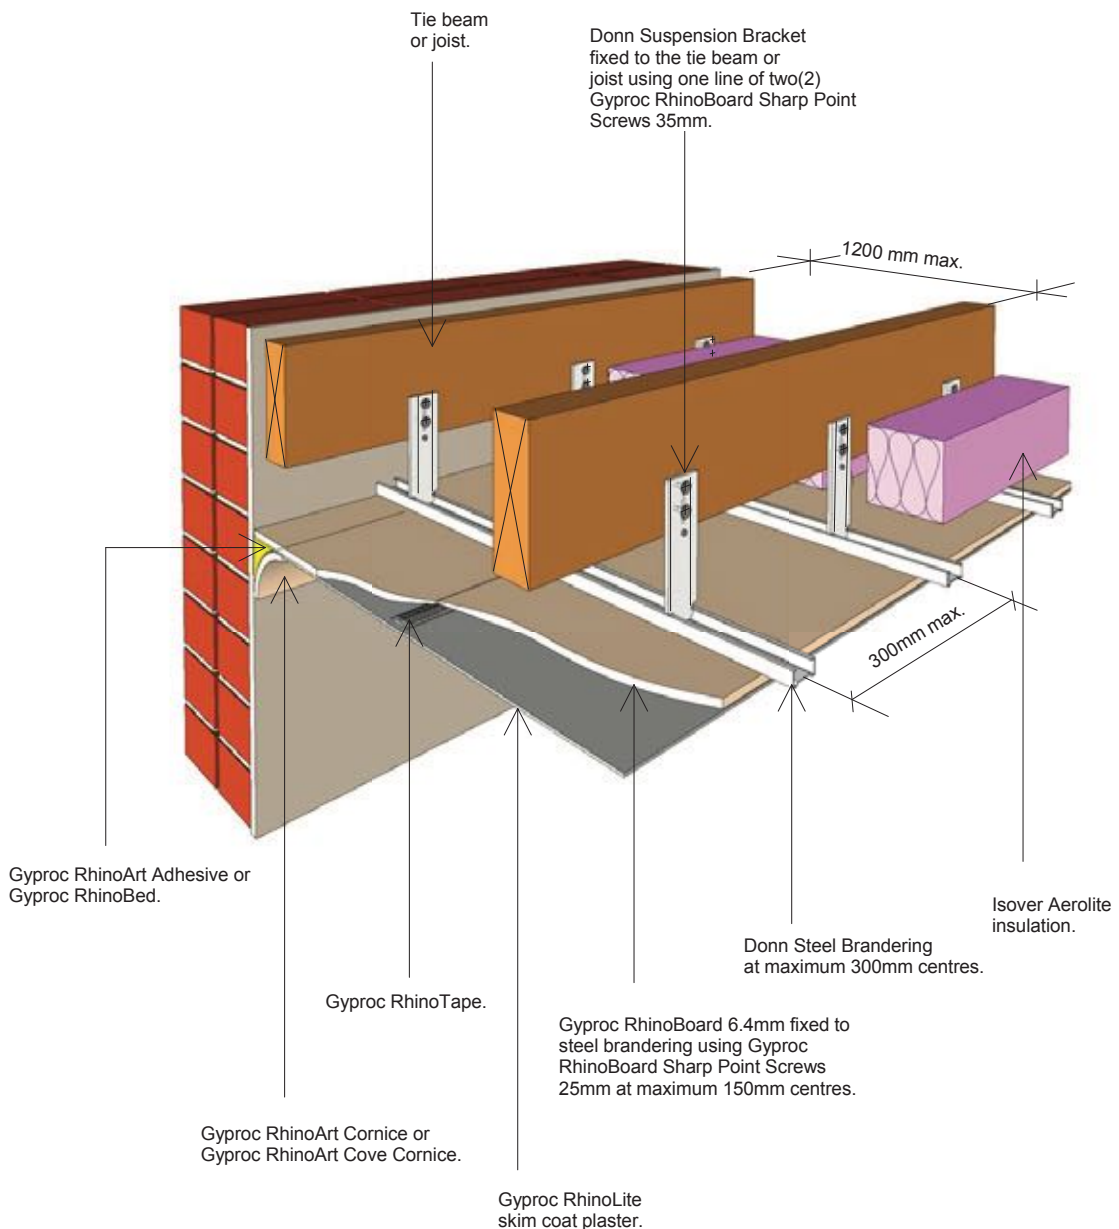 Tie beam
or joist.
Donn Suspension Bracket
fixed to the tie beam or
joist using one line of two(2)
Gyproc RhinoBoard Sharp Point
Screws 35mm.
1200 mm max.
300mm max.
Gyproc RhinoArt Adhesive or
Gyproc RhinoBed.
Isover Aerolite
insulation.
Donn Steel Brandering
at maximum 300mm centres.
Gyproc RhinoTape.
Gyproc RhinoBoard 6.4mm fixed to
steel brandering using Gyproc
RhinoBoard Sharp Point Screws
25mm at maximum 150mm centres.
Gyproc RhinoArt Cornice or
Gyproc RhinoArt Cove Cornice.
Gyproc RhinoLite
skim coat plaster.